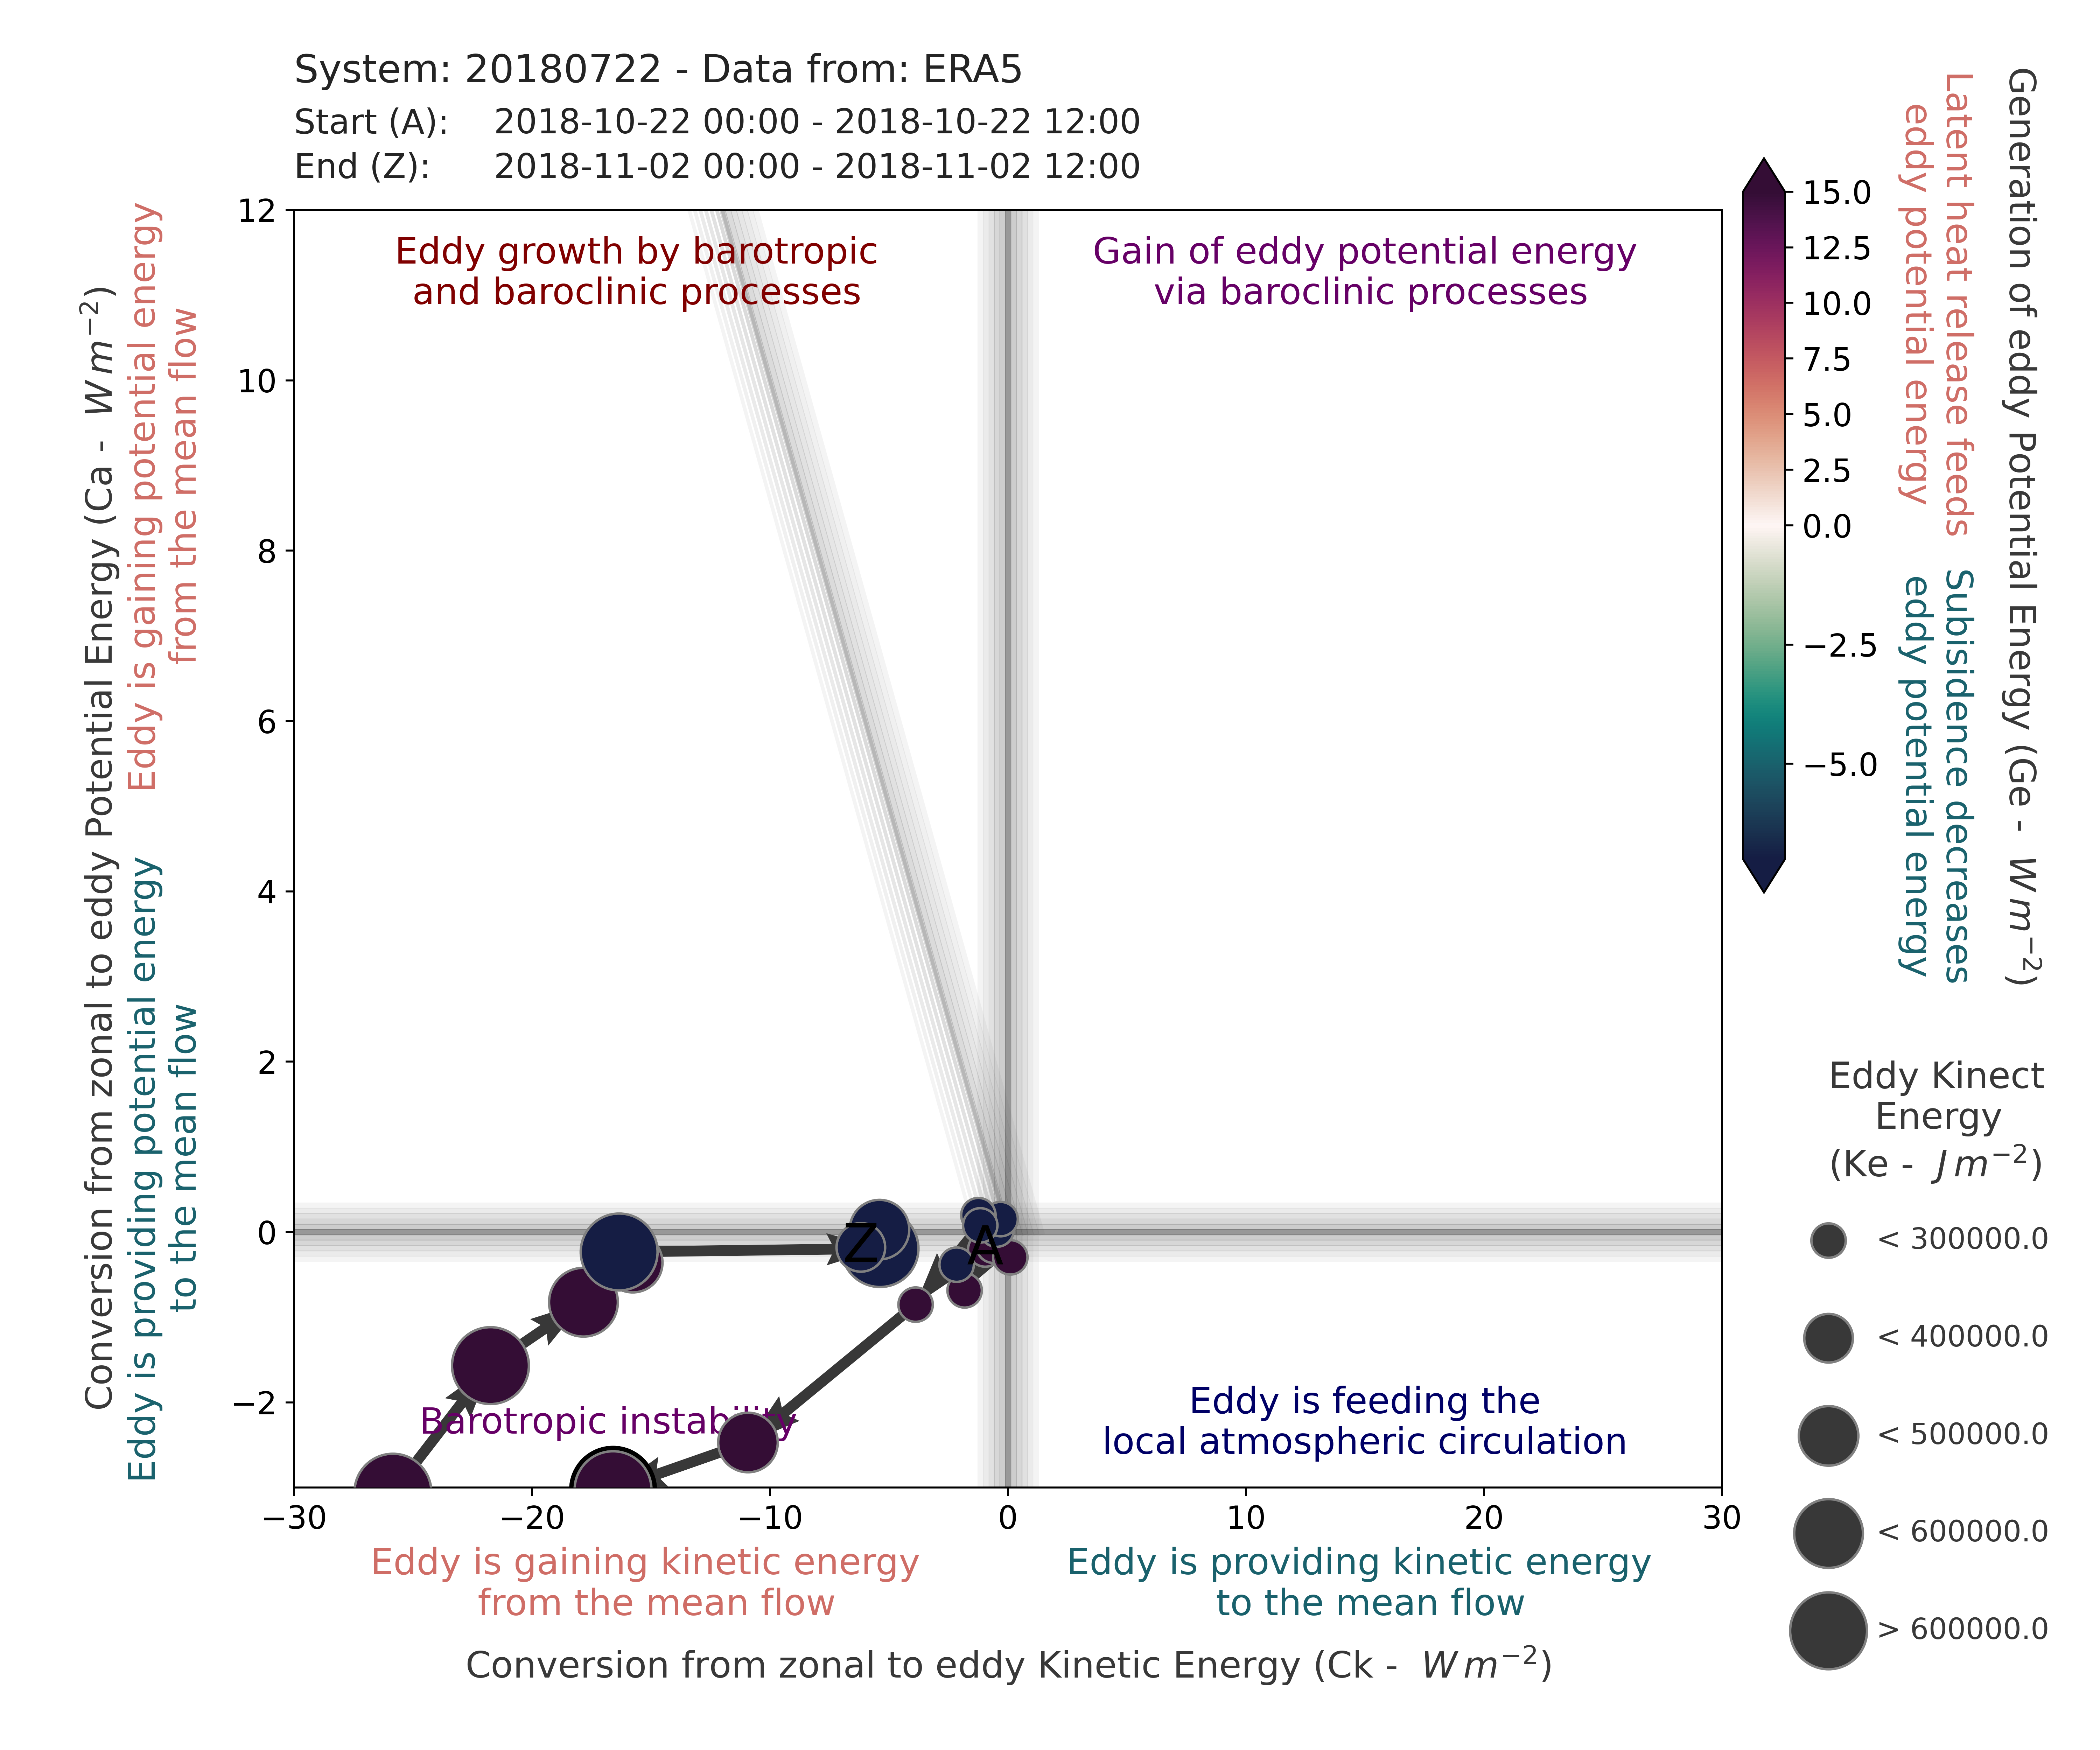 System: 20180722 - Data from: ERA5
Start (A): 2018-10-22 00:00 - 2018-10-22 12:00
End (Z): 2018-11-02 00:00 - 2018-11-02 12:00
Conversion from zonal to eddy Potential Energy (Ca - W m⁻²)
Eddy is gaining potential energy
from the mean flow
Eddy is providing potential energy
to the mean flow
12
10
8
6
4
2
0
−2
Eddy growth by barotropic
and baroclinic processes
Gain of eddy potential energy
via baroclinic processes
Z
A
Barotropic instability
Eddy is feeding the
local atmospheric circulation
−30
−20
−10
0
10
20
30
Eddy is gaining kinetic energy
from the mean flow
Eddy is providing kinetic energy
to the mean flow
Conversion from zonal to eddy Kinetic Energy (Ck - W m⁻²)
15.0
12.5
10.0
7.5
5.0
2.5
0.0
−2.5
−5.0
Latent heat release feeds
eddy potential energy
Subisidence decreases
eddy potential energy
Generation of eddy Potential Energy (Ge - W m⁻²)
Eddy Kinect
Energy
(Ke - J m⁻²)
< 300000.0
< 400000.0
< 500000.0
< 600000.0
> 600000.0